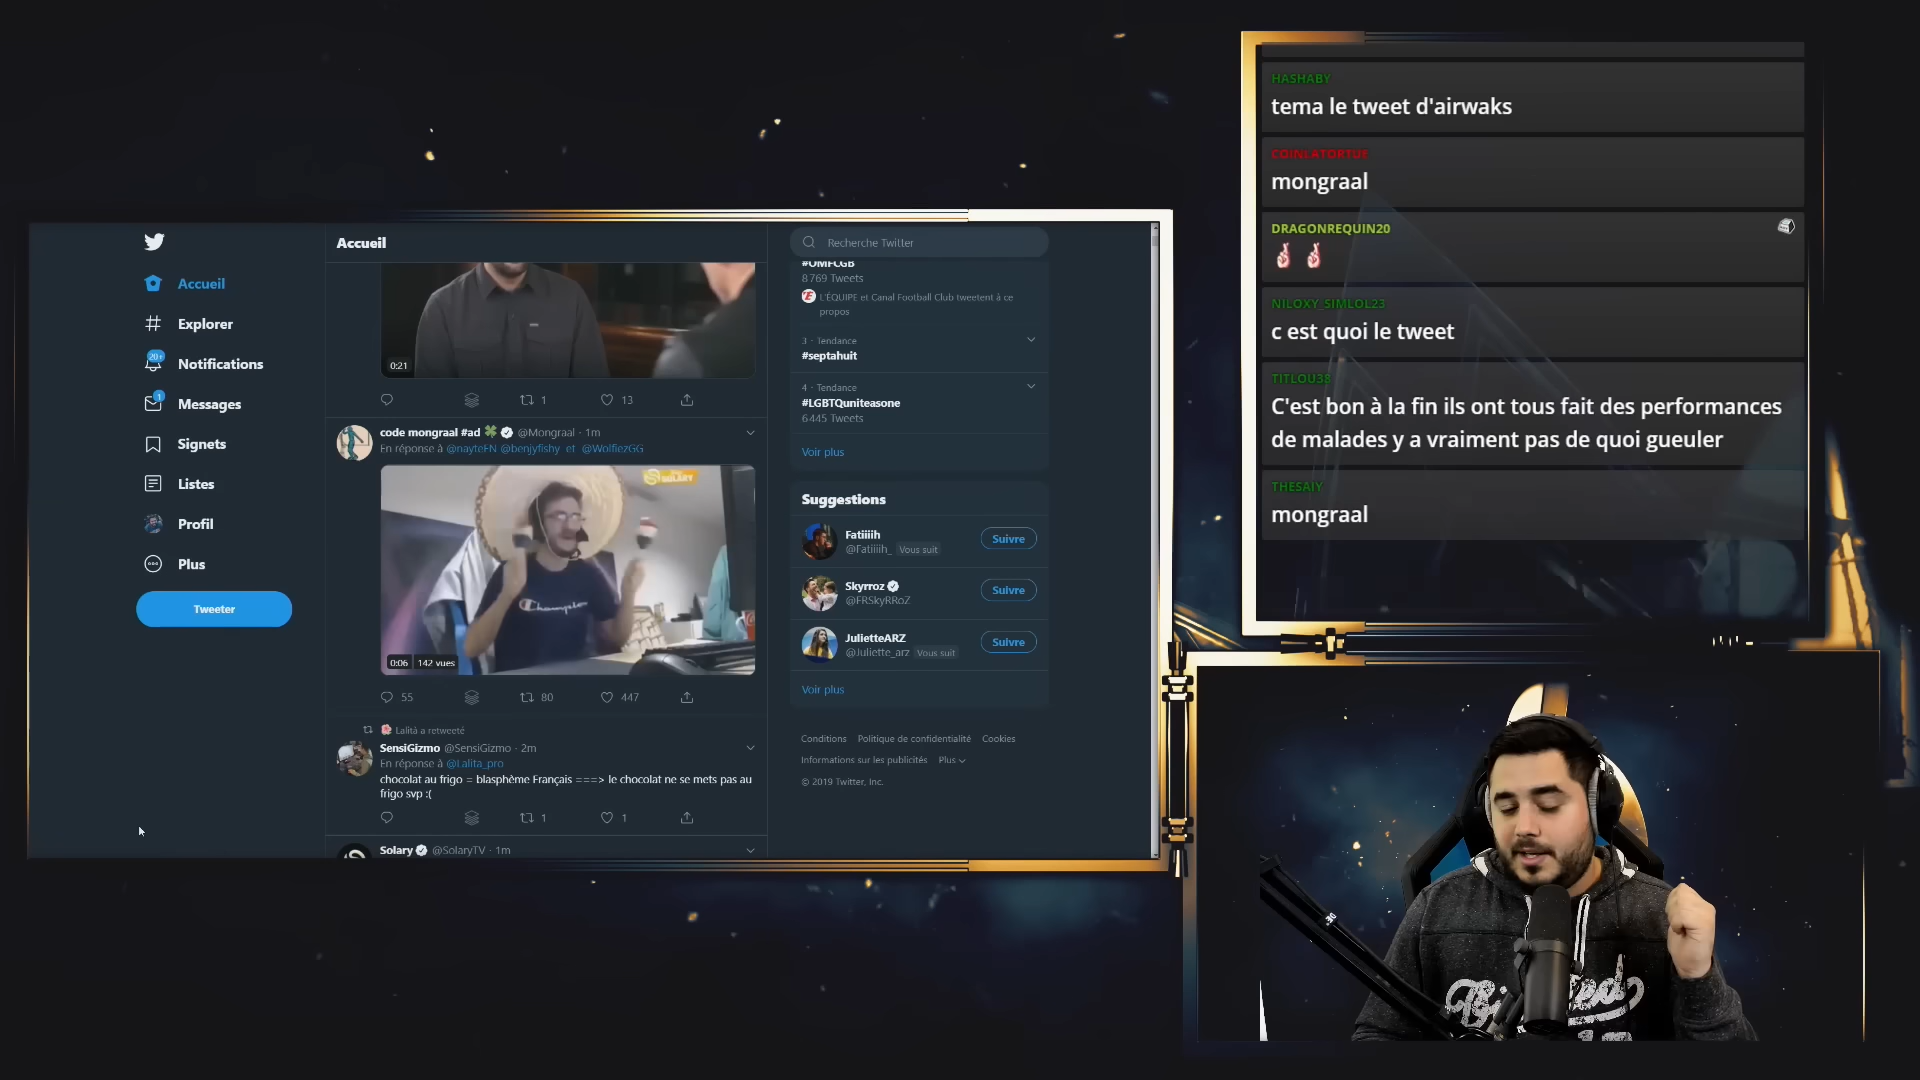 Accueil
Explorer
20+
Notifications
1
Messages
Signets
Listes
Profil
Plus
Tweeter
Accueil
0:21
1
13
code mongraal #ad 🍀 @Mongraal · 1m
En réponse à @nayteFN @benjyfishy et @WolfiezGG
SOLARY
Champion
0:06
142 vues
55
80
447
Lalità a retweeté
SensiGizmo @SensiGizmo · 2m
En réponse à @Lalita_pro
chocolat au frigo = blasphème Français ===> le chocolat ne se mets pas au
frigo svp :(
1
1
Solary @SolaryTV · 1m
Recherche Twitter
#OMFCGB
8 769 Tweets
L'ÉQUIPE et Canal Football Club tweetent à ce
propos
3 · Tendance
#septahuit
4 · Tendance
#LGBTQuniteasone
6 445 Tweets
Voir plus
Suggestions
Fatiiiih
@Fatiiiih_ Vous suit
Suivre
Skyrroz
@FRSkyRRoZ
Suivre
JulietteARZ
@Juliette_arz Vous suit
Suivre
Voir plus
Conditions Politique de confidentialité Cookies
Informations sur les publicités Plus
© 2019 Twitter, Inc.
HASHABY
tema le tweet d'airwaks
COINLATORTUE
mongraal
DRAGONREQUIN20
NILOXY_SIMLOL23
c est quoi le tweet
TITLOU38
C'est bon à la fin ils ont tous fait des performances
de malades y a vraiment pas de quoi gueuler
THESAIY
mongraal